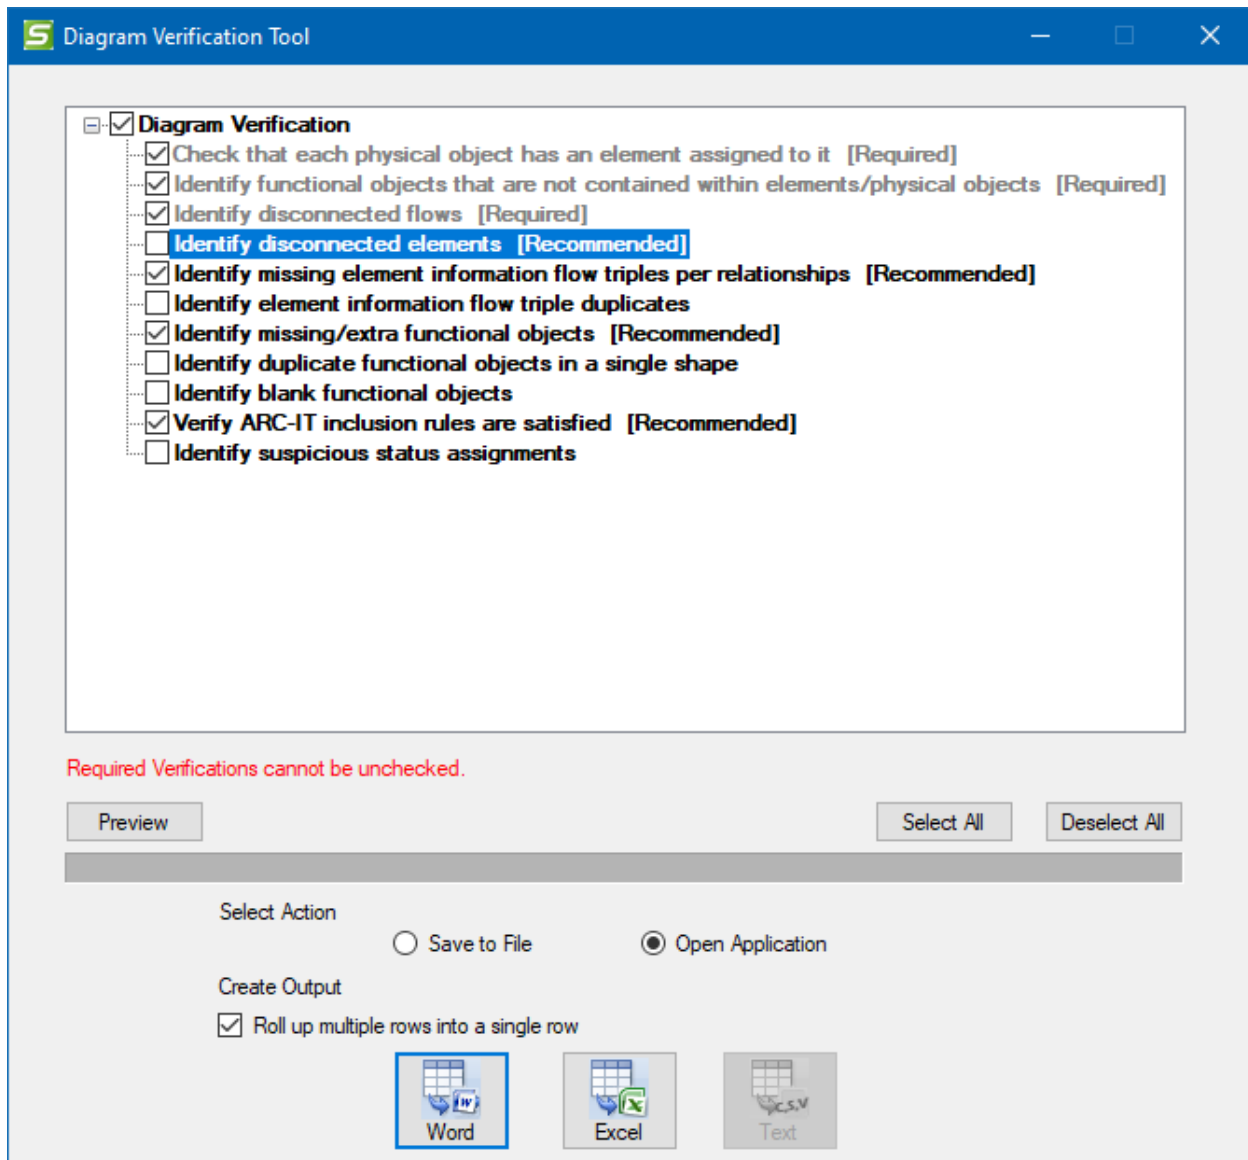 Diagram Verification Tool
Diagram Verification
Check that each physical object has an element assigned to it [Required]
Identify functional objects that are not contained within elements/physical objects [Required]
Identify disconnected flows [Required]
Identify disconnected elements [Recommended]
Identify missing element information flow triples per relationships [Recommended]
Identify element information flow triple duplicates
Identify missing/extra functional objects [Recommended]
Identify duplicate functional objects in a single shape
Identify blank functional objects
Verify ARC-IT inclusion rules are satisfied [Recommended]
Identify suspicious status assignments
Required Verifications cannot be unchecked.
Preview Select All Deselect All
Select Action
Save to File Open Application
Create Output
Roll up multiple rows into a single row
Word Excel Text